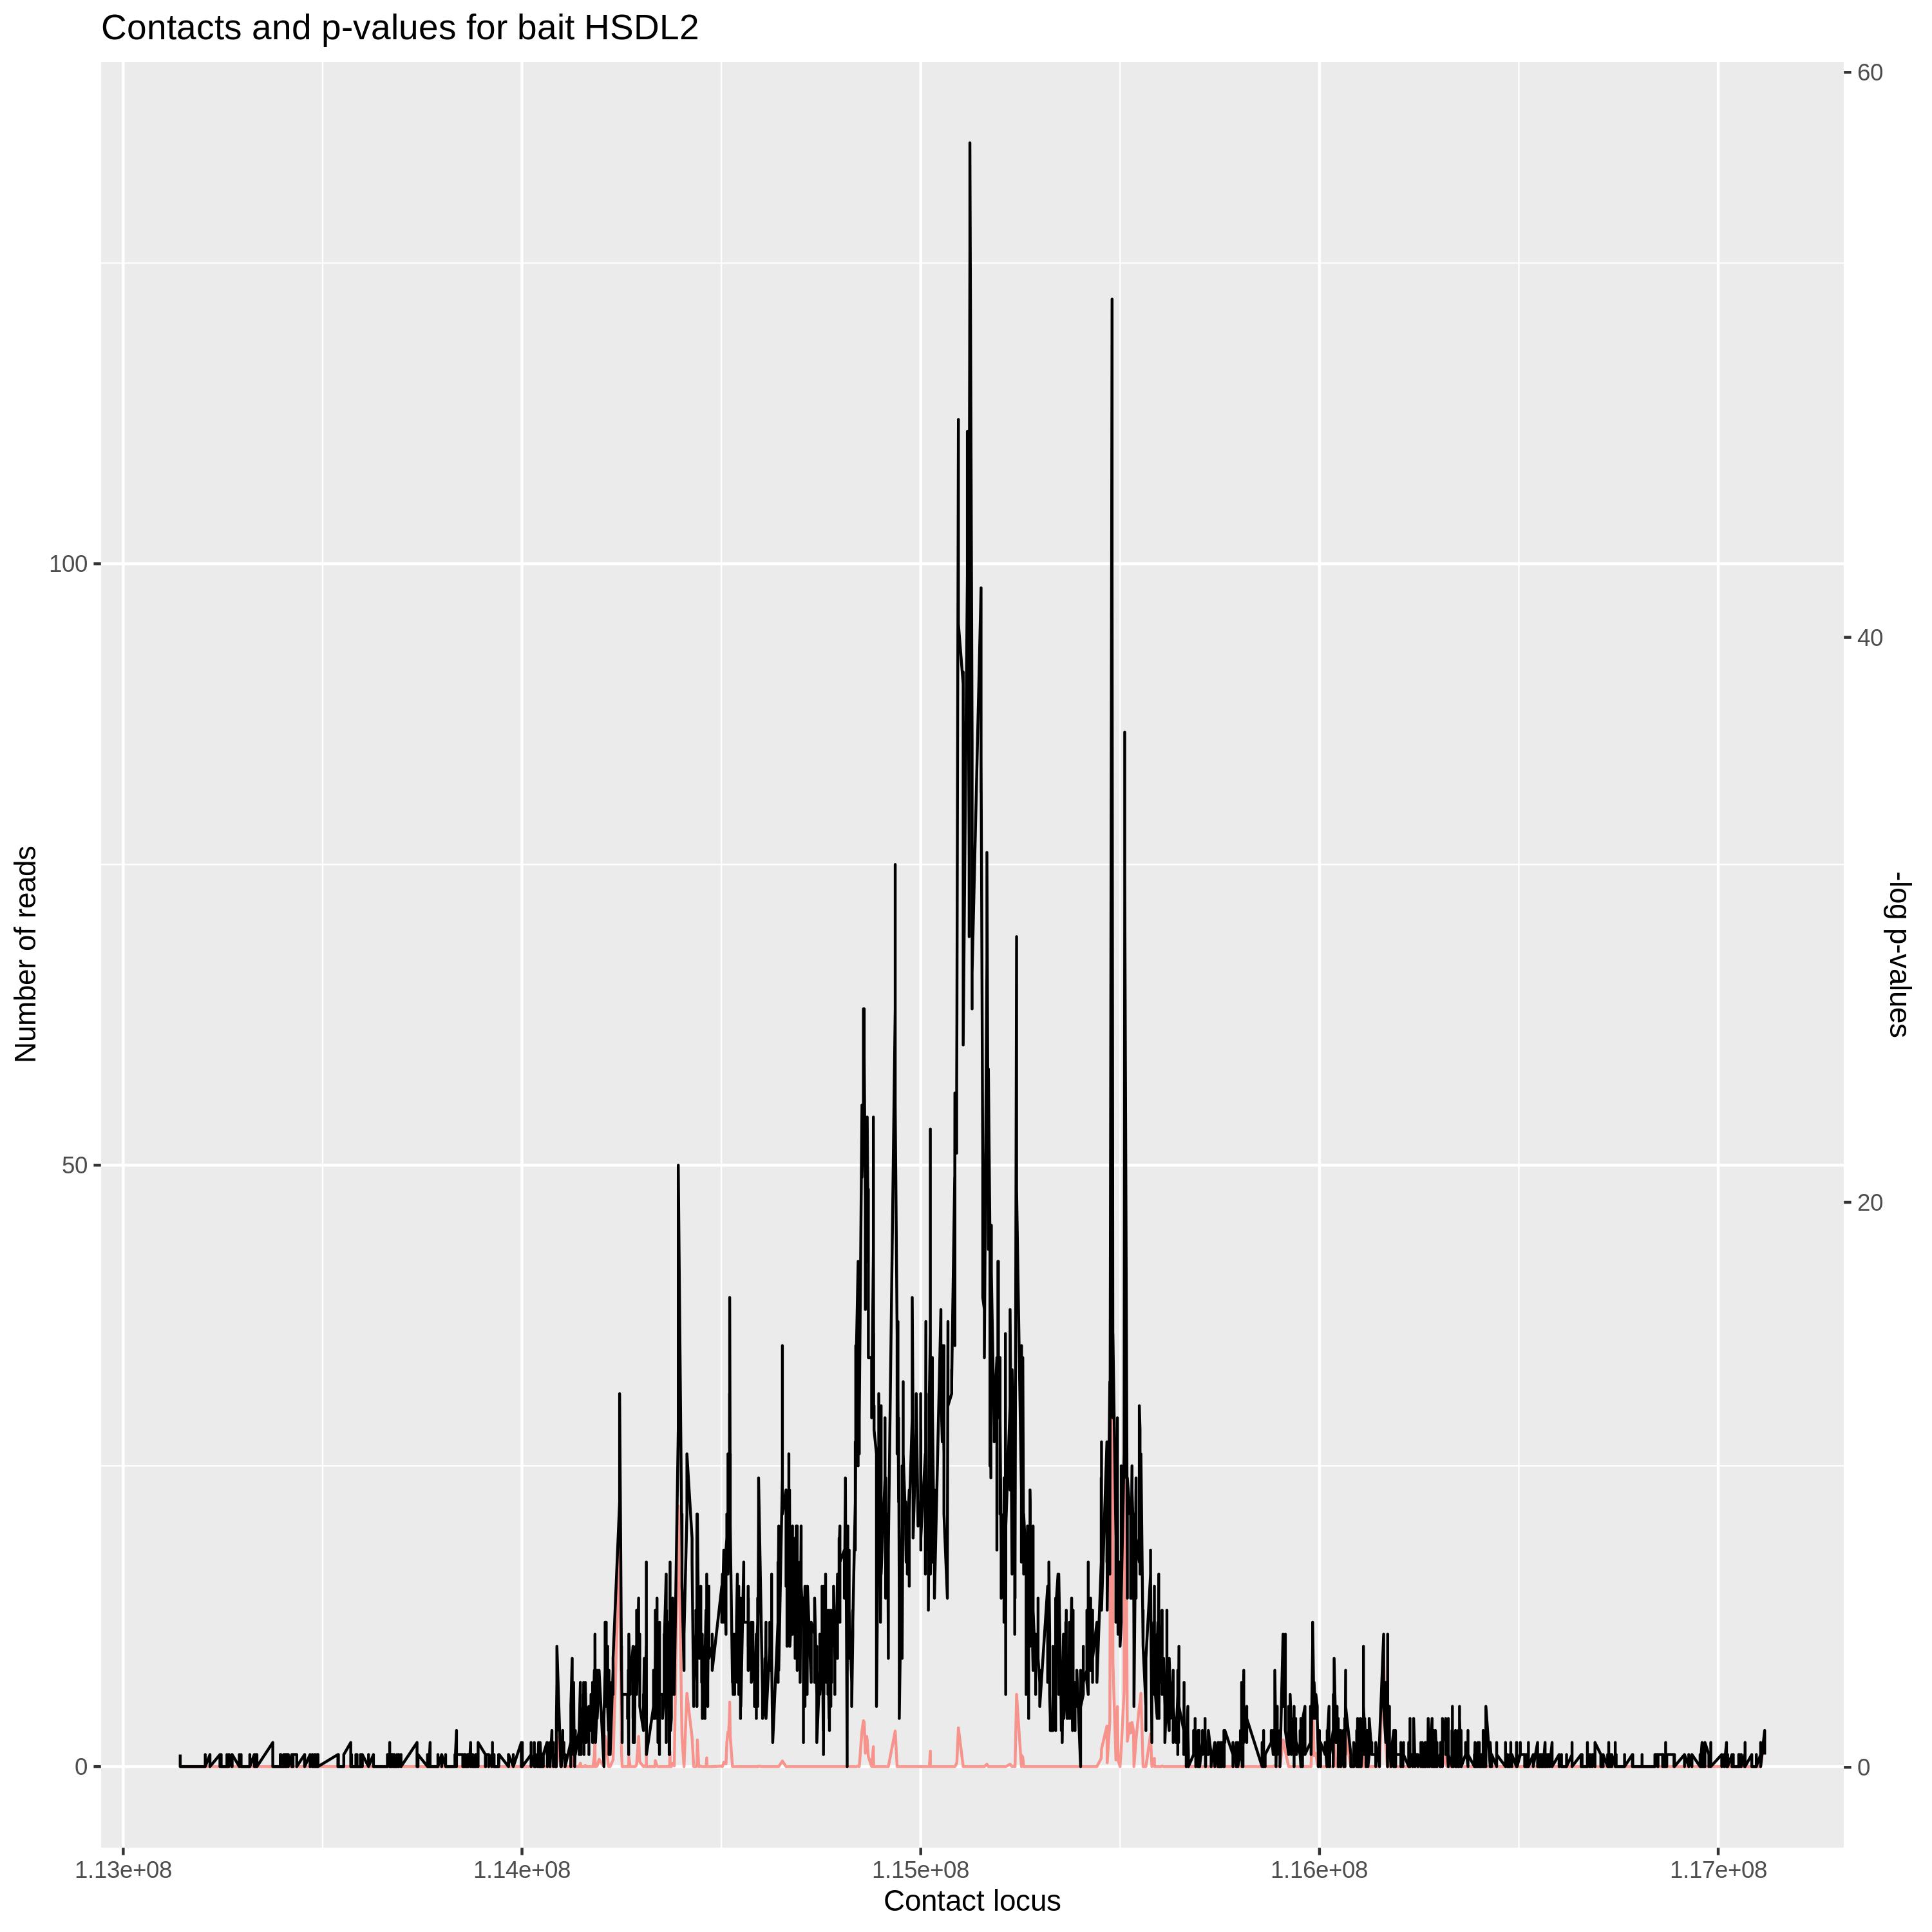 Contacts and p-values for bait HSDL2
60
100
40
Number of reads
-log p-values
50
20
0
0
1.13e+08
1.14e+08
1.15e+08
1.16e+08
1.17e+08
Contact locus